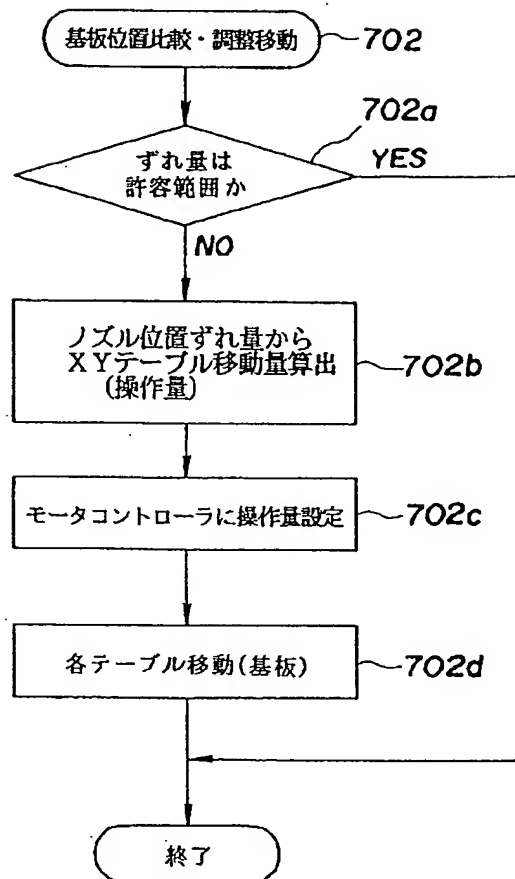 基板位置比較・調整移動
702
702a
ずれ量は
許容範囲か
YES
NO
ノズル位置ずれ量から
XYテーブル移動量算出
(操作量)
702b
モータコントローラに操作量設定
702c
各テーブル移動(基板)
702d
終了